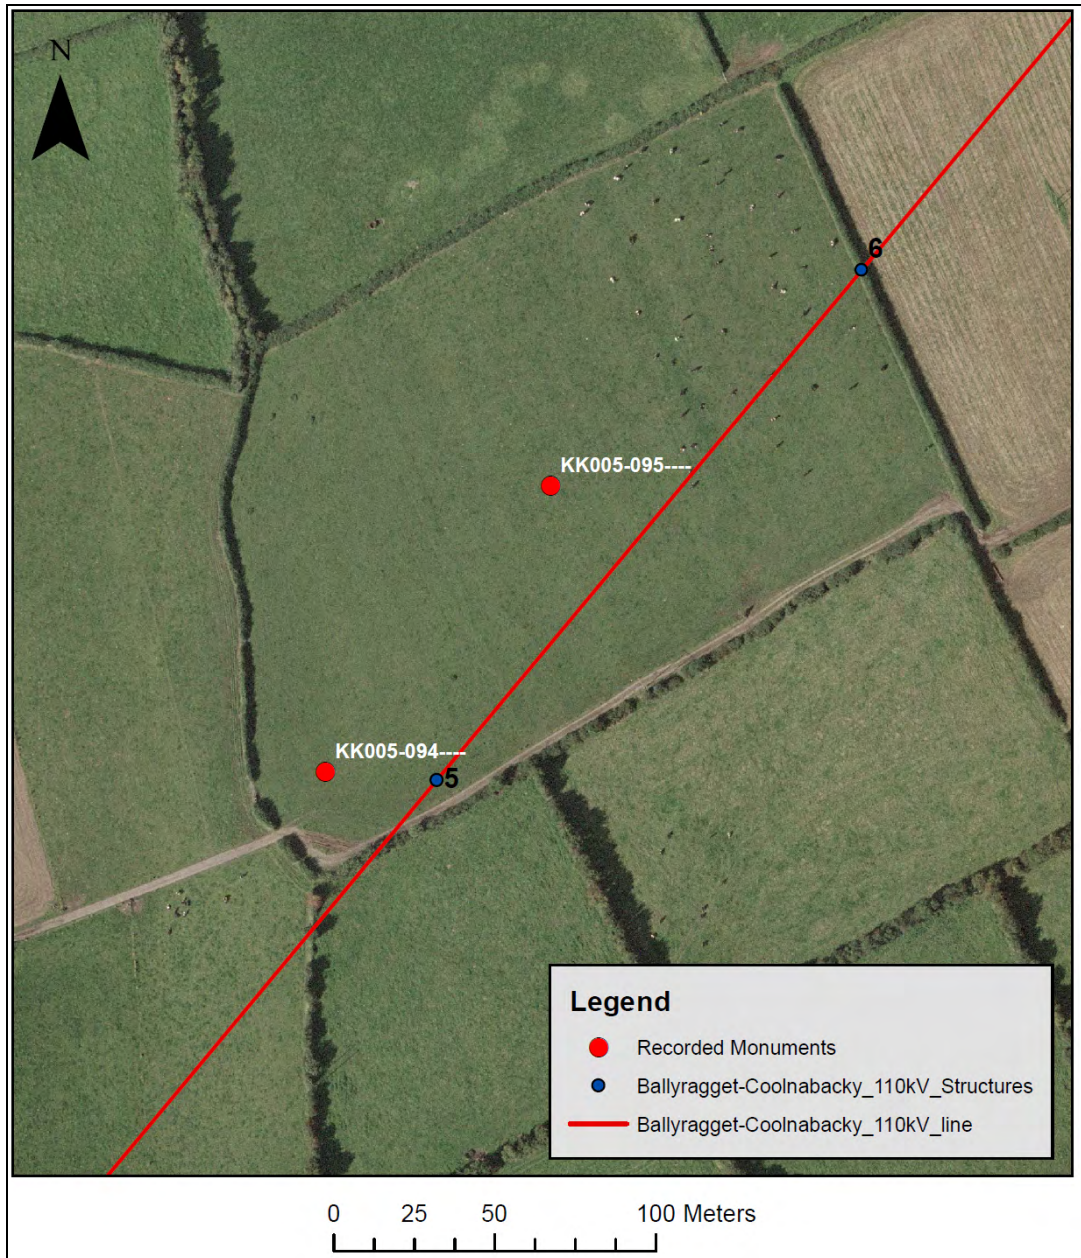 N
6
KK005-095----
KK005-094----
5
Legend
Recorded Monuments
Ballyragget-Coolnabacky_110kV_Structures
Ballyragget-Coolnabacky_110kV_line
0 25 50 100 Meters